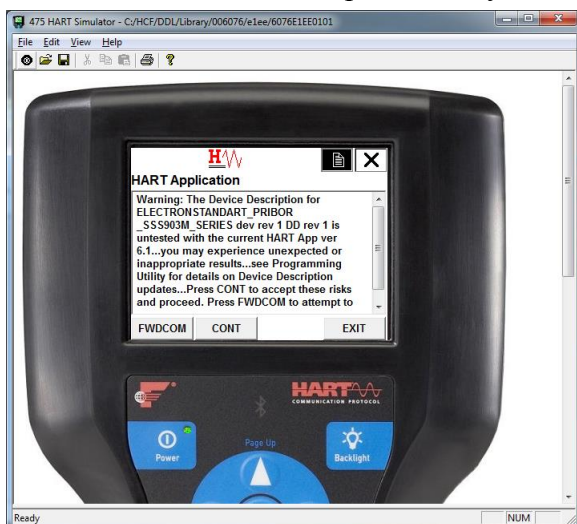 475 HART Simulator - C:/HCF/DDL/Library/006076/e1ee/6076E1EE0101
File Edit View Help
HART Application
Warning: The Device Description for
ELECTRONSTANDART_PRIBOR
_SSS903M_SERIES dev rev 1 DD rev 1 is
untested with the current HART App ver
6.1...you may experience unexpected or
inappropriate results...see Programming
Utility for details on Device Description
updates...Press CONT to accept these risks
and proceed. Press FWDCOM to attempt to
FWDCOM CONT EXIT
HART
COMMUNICATION PROTOCOL
Power
Page Up
Backlight
Ready NUM